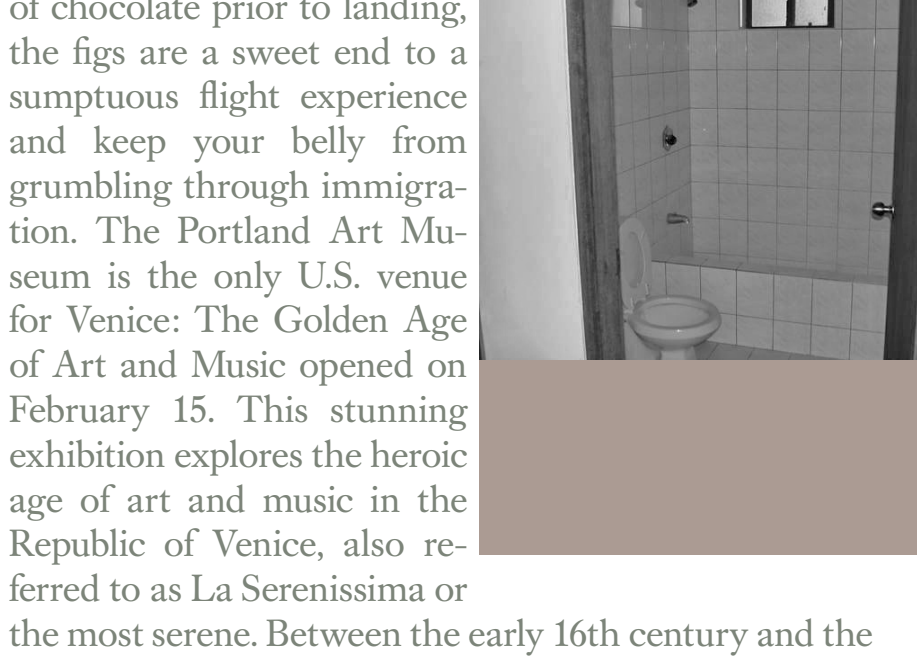 of chocolate prior to landing,
the figs are a sweet end to a
sumptuous flight experience
and keep your belly from
grumbling through immigra-
tion. The Portland Art Mu-
seum is the only U.S. venue
for Venice: The Golden Age
of Art and Music opened on
February 15. This stunning
exhibition explores the heroic
age of art and music in the
Republic of Venice, also re-
ferred to as La Serenissima or
the most serene. Between the early 16th century and the